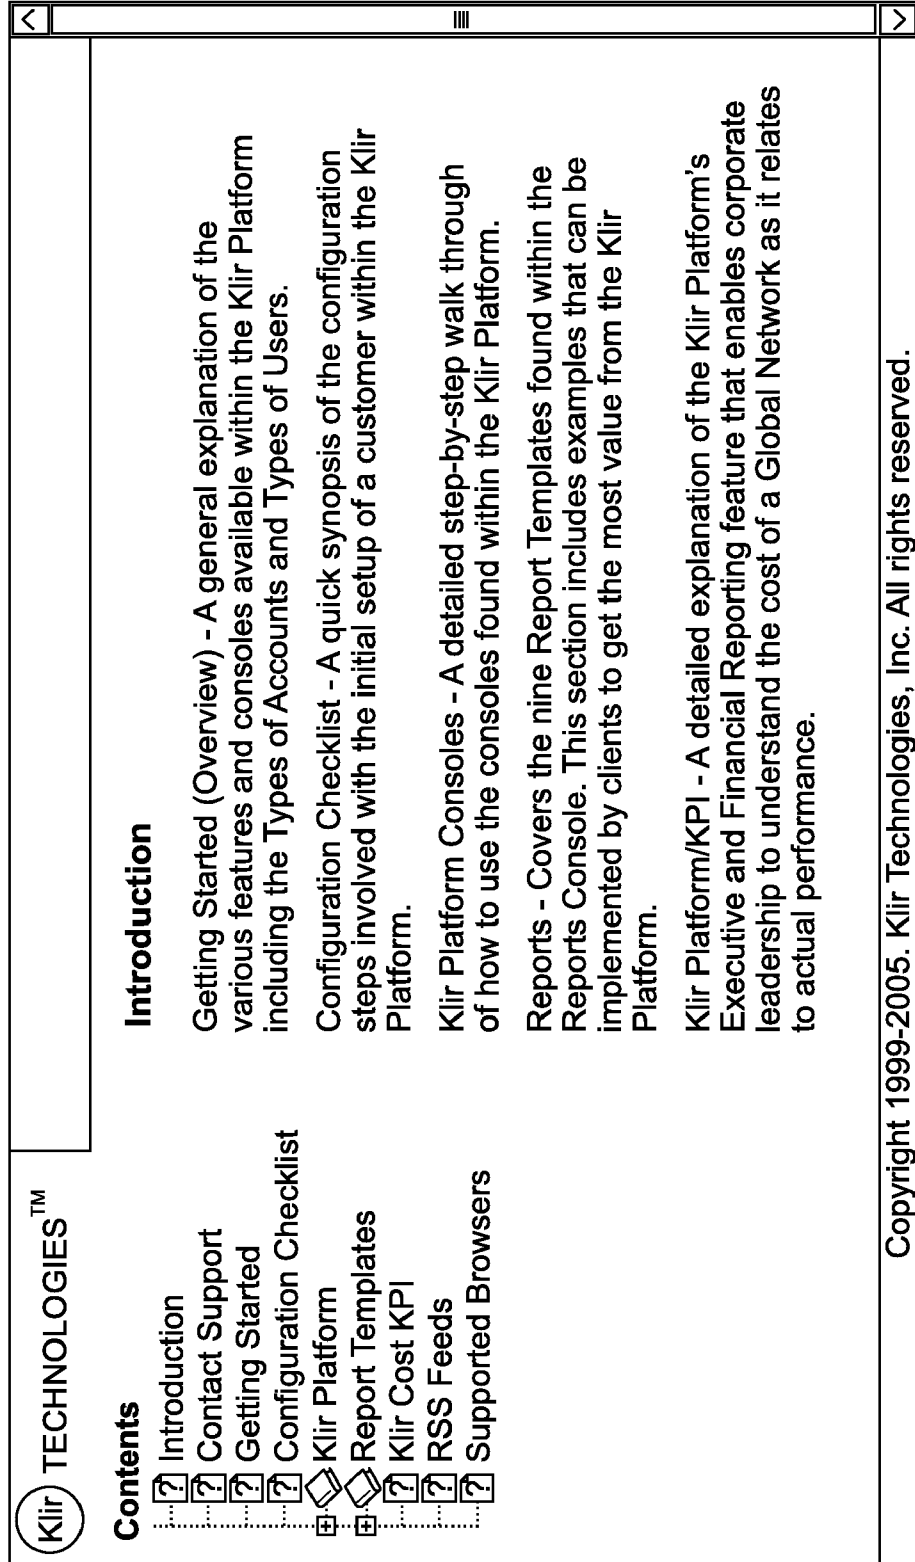 Klir TECHNOLOGIES™
Contents
Introduction
Contact Support
Getting Started
Configuration Checklist
Klir Platform
Report Templates
Klir Cost KPI
RSS Feeds
Supported Browsers
Introduction
Getting Started (Overview) - A general explanation of the
various features and consoles available within the Klir Platform
including the Types of Accounts and Types of Users.
Configuration Checklist - A quick synopsis of the configuration
steps involved with the initial setup of a customer within the Klir
Platform.
Klir Platform Consoles - A detailed step-by-step walk through
of how to use the consoles found within the Klir Platform.
Reports - Covers the nine Report Templates found within the
Reports Console. This section includes examples that can be
implemented by clients to get the most value from the Klir
Platform.
Klir Platform/KPI - A detailed explanation of the Klir Platform's
Executive and Financial Reporting feature that enables corporate
leadership to understand the cost of a Global Network as it relates
to actual performance.
Copyright 1999-2005. Klir Technologies, Inc. All rights reserved.